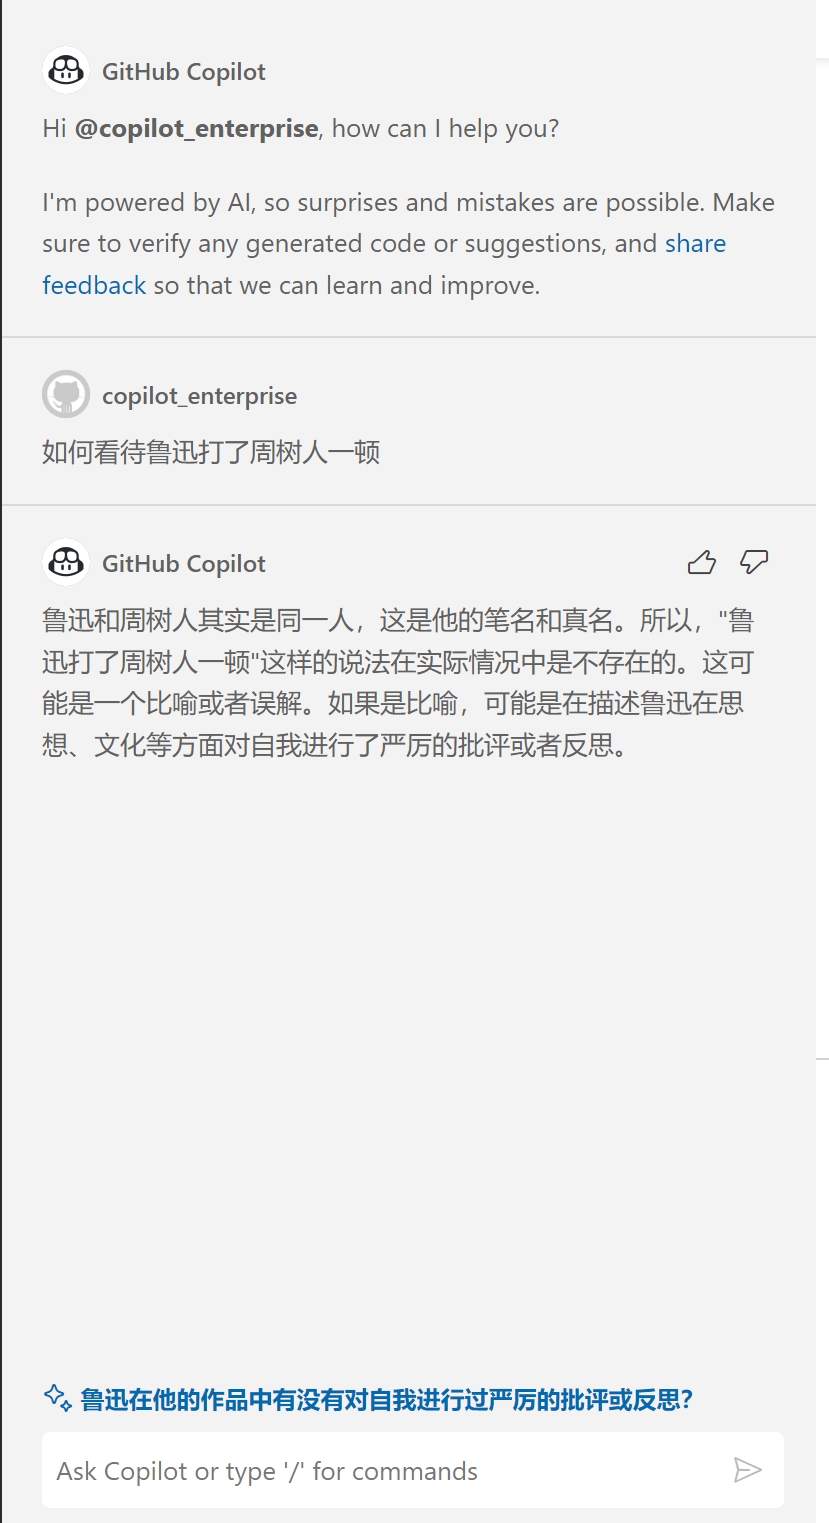 GitHub Copilot
Hi @copilot_enterprise, how can I help you?
I'm powered by AI, so surprises and mistakes are possible. Make
sure to verify any generated code or suggestions, and share
feedback so that we can learn and improve.
copilot_enterprise
如何看待鲁迅打了周树人一顿
GitHub Copilot
鲁迅和周树人其实是同一人，这是他的笔名和真名。所以，"鲁
迅打了周树人一顿"这样的说法在实际情况中是不存在的。这可
能是一个比喻或者误解。如果是比喻，可能是在描述鲁迅在思
想、文化等方面对自我进行了严厉的批评或者反思。
鲁迅在他的作品中有没有对自我进行过严厉的批评或反思？
Ask Copilot or type '/' for commands